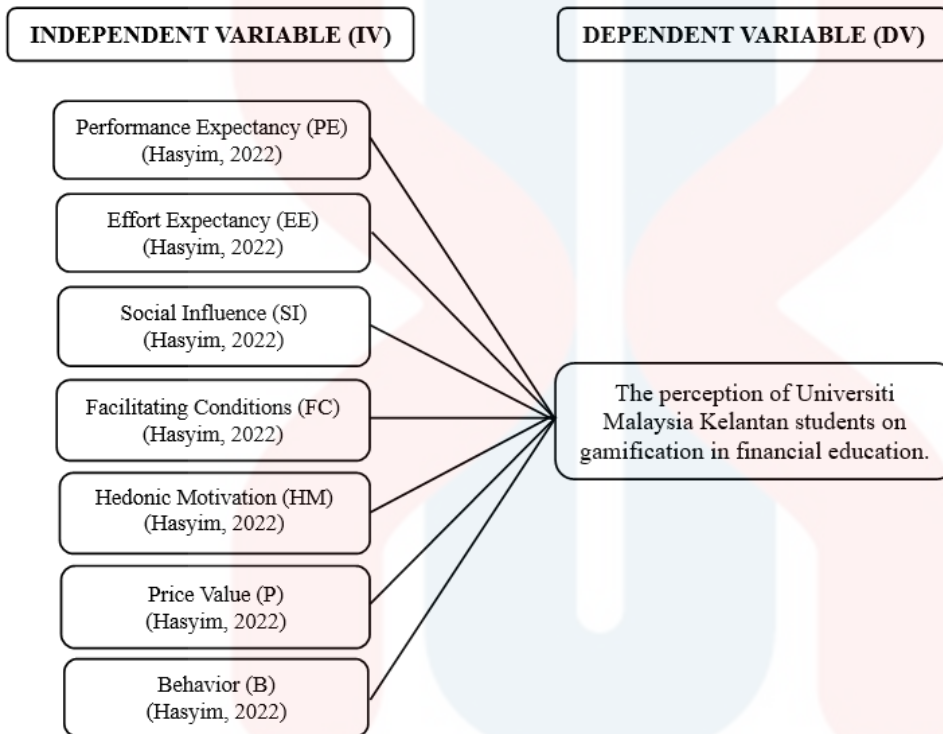 INDEPENDENT VARIABLE (IV)
DEPENDENT VARIABLE (DV)
Performance Expectancy (PE)
(Hasyim, 2022)
Effort Expectancy (EE)
(Hasyim, 2022)
Social Influence (SI)
(Hasyim, 2022)
Facilitating Conditions (FC)
(Hasyim, 2022)
Hedonic Motivation (HM)
(Hasyim, 2022)
Price Value (P)
(Hasyim, 2022)
Behavior (B)
(Hasyim, 2022)
The perception of Universiti
Malaysia Kelantan students on
gamification in financial education.